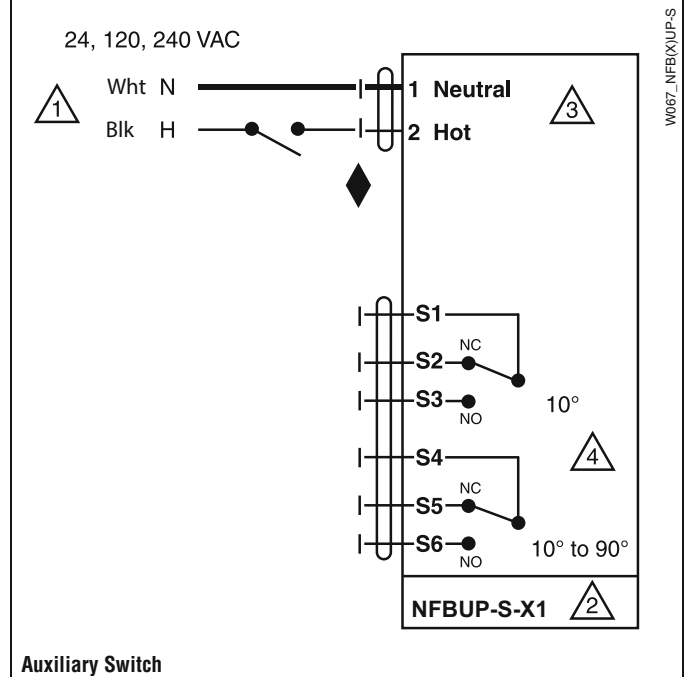 24, 120, 240 VAC
W067_NFB(X)UP-S
1
Wht N
1 Neutral
3
Blk H
2 Hot
S1
NC
S2
S3
NO
10°
S4
4
NC
S5
S6
NO
10° to 90°
NFBUP-S-X1
2
Auxiliary Switch